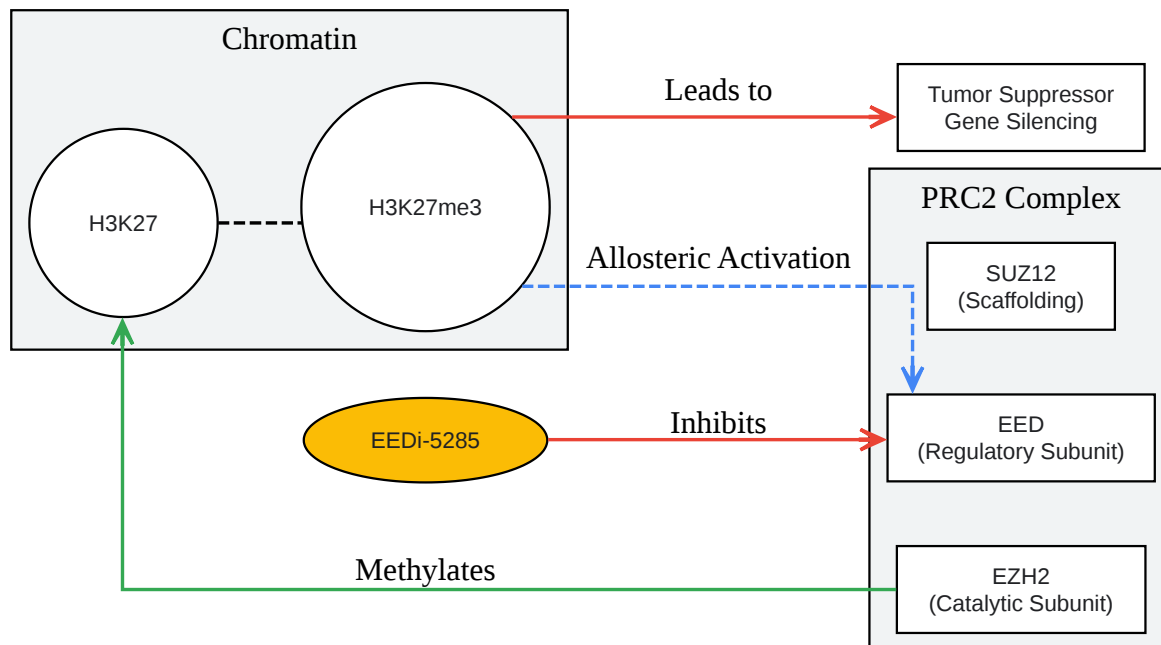 Chromatin
Leads to
Tumor Suppressor
Gene Silencing
H3K27
H3K27me3
PRC2 Complex
Allosteric Activation
SUZ12
(Scaffolding)
EEDi-5285
Inhibits
EED
(Regulatory Subunit)
Methylates
EZH2
(Catalytic Subunit)